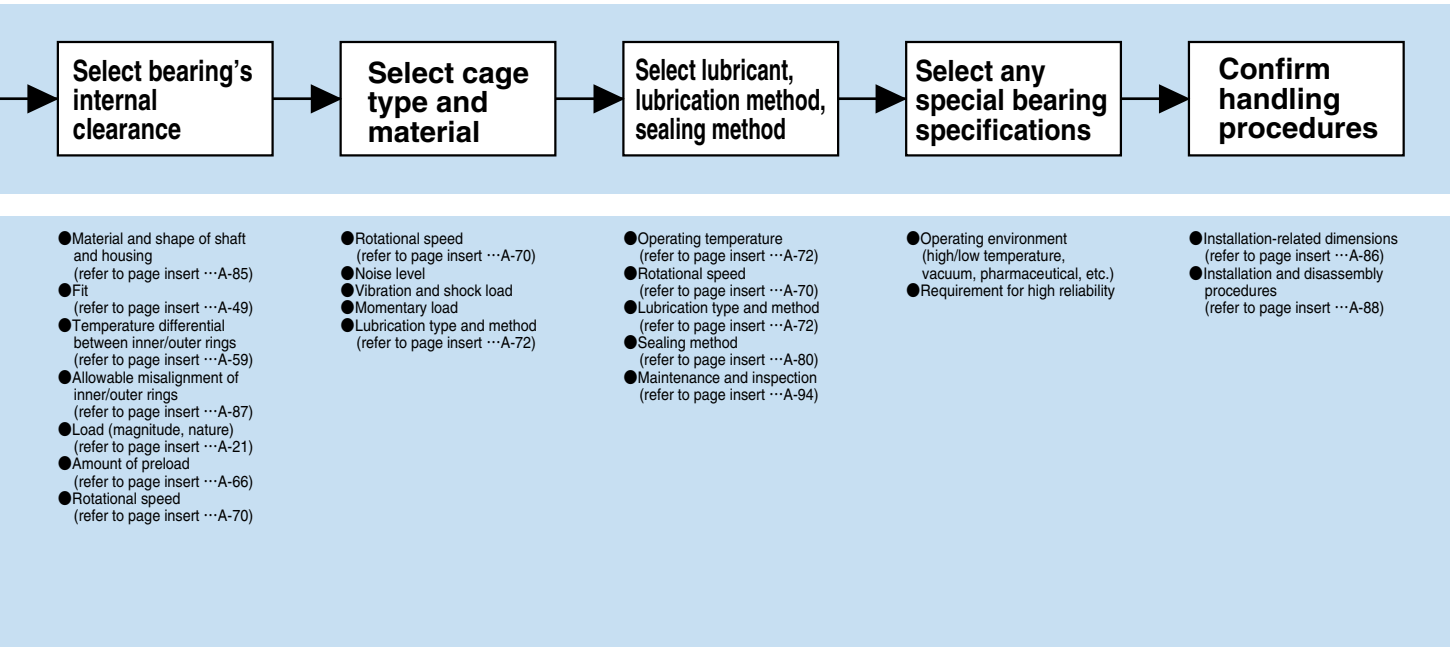 Select bearing's
internal
clearance
Select cage
type and
material
Select lubricant,
lubrication method,
sealing method
Select any
special bearing
specifications
Confirm
handling
procedures
●Material and shape of shaft
and housing
(refer to page insert …A-85)
●Fit
(refer to page insert …A-49)
●Temperature differential
between inner/outer rings
(refer to page insert …A-59)
●Allowable misalignment of
inner/outer rings
(refer to page insert …A-87)
●Load (magnitude, nature)
(refer to page insert …A-21)
●Amount of preload
(refer to page insert …A-66)
●Rotational speed
(refer to page insert …A-70)
●Rotational speed
(refer to page insert …A-70)
●Noise level
●Vibration and shock load
●Momentary load
●Lubrication type and method
(refer to page insert …A-72)
●Operating temperature
(refer to page insert …A-72)
●Rotational speed
(refer to page insert …A-70)
●Lubrication type and method
(refer to page insert …A-72)
●Sealing method
(refer to page insert …A-80)
●Maintenance and inspection
(refer to page insert …A-94)
●Operating environment
(high/low temperature,
vacuum, pharmaceutical, etc.)
●Requirement for high reliability
●Installation-related dimensions
(refer to page insert …A-86)
●Installation and disassembly
procedures
(refer to page insert …A-88)